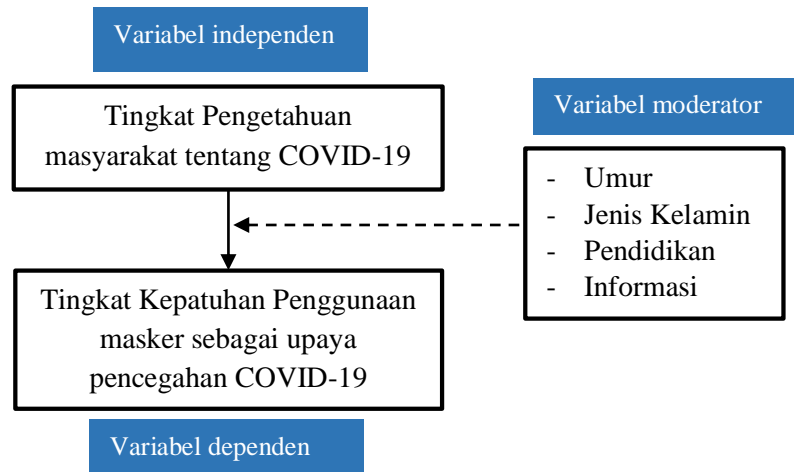 Variabel independen
Tingkat Pengetahuan
masyarakat tentang COVID-19
Variabel moderator
- Umur
- Jenis Kelamin
- Pendidikan
- Informasi
Tingkat Kepatuhan Penggunaan
masker sebagai upaya
pencegahan COVID-19
Variabel dependen